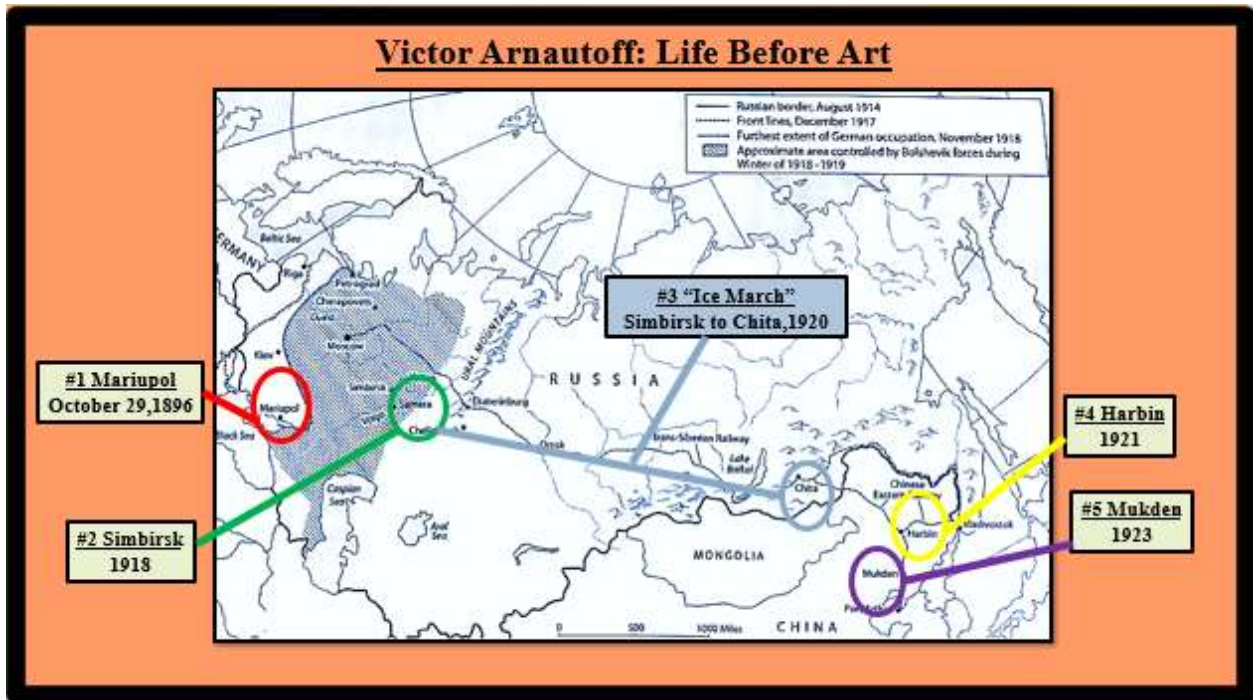 Victor Arnautoff: Life Before Art
Russian border, August 1914
Front lines, December 1917
Furthest extent of German occupation, November 1918
Approximate area controlled by Bolshevik forces during
Winter of 1918–1919
GERMANY
Baltic Sea
Riga
Petrograd
Cherepovets
Moscow
Kiev
URAL MOUNTAINS
#3 “Ice March”
Simbirsk to Chita,1920
#1 Mariupol
October 29,1896
Mariupol
Black Sea
Samara
Ekaterinburg
RUSSIA
Omsk
Trans-Siberian Railway
Lake
Baikal
Chita
Chinese
Eastern
#4 Harbin
1921
Caspian
Sea
Aral
Sea
Harbin
Vladivostok
#2 Simbirsk
1918
MONGOLIA
Mukden
#5 Mukden
1923
0 500 1000 Miles
CHINA